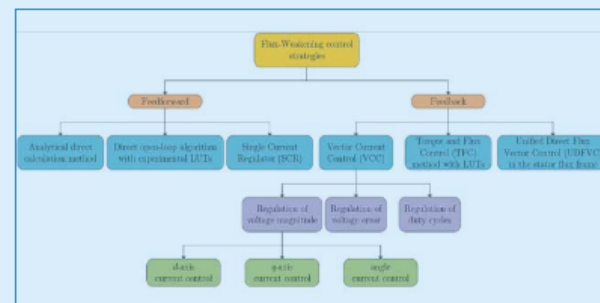 Flux-Weakening control
strategies
Feedforward
Feedback
Analytical direct
calculation method
Direct open-loop algorithm
with experimental LUTs
Single Current
Regulator (SCR)
Vector Current
Control (VCC)
Torque and Flux
Control (TFC)
method with LUTs
Unified Direct Flux
Vector Control (UDFVC)
in the stator flux frame
Regulation of
voltage magnitude
Regulation of
voltage error
Regulation of
duty cycles
d-axis
current control
q-axis
current control
angle
current control